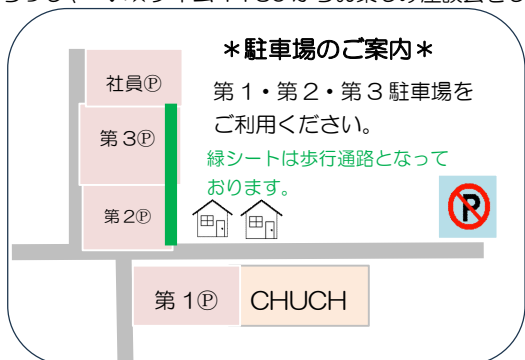 ＊駐車場のご案内＊
社員Ⓟ
第1・第2・第3駐車場を
ご利用ください。
第3Ⓟ
緑シートは歩行通路となって
おります。
第2Ⓟ
P
第1Ⓟ
CHUCH